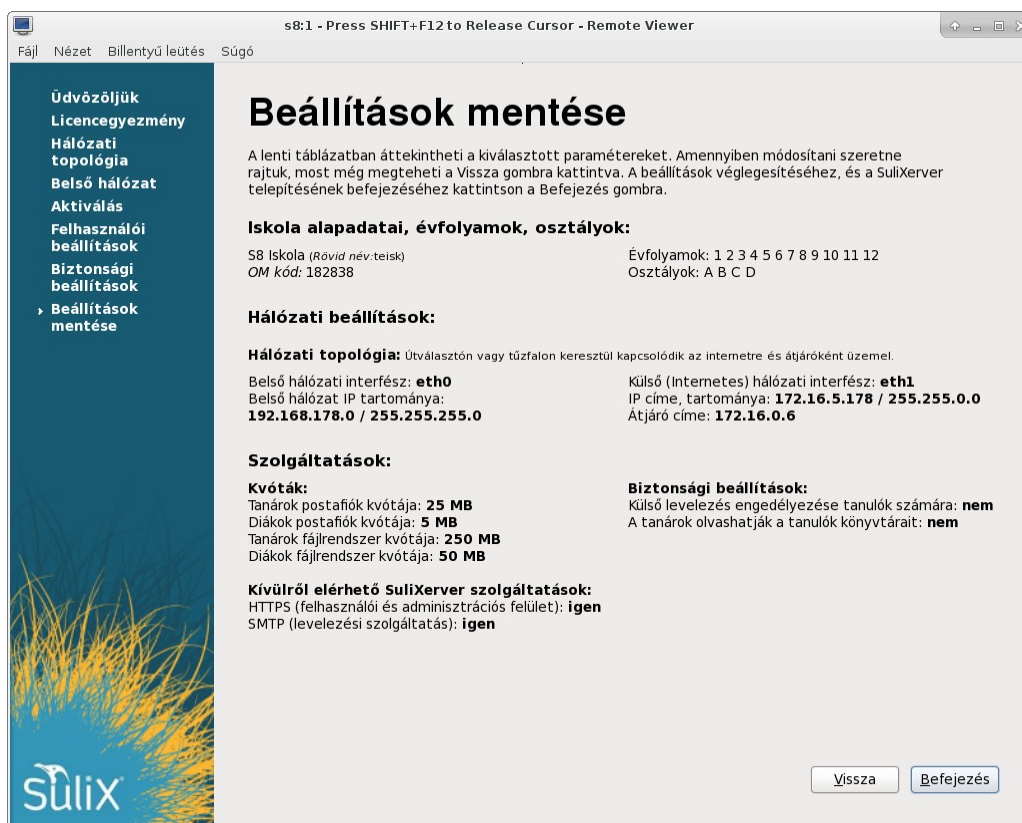 s8:1 - Press SHIFT+F12 to Release Cursor - Remote Viewer
Fájl Nézet Billentyű leütés Súgó
Üdvözöljük
Licencegyezmény
Hálózati
topológia
Belső hálózat
Aktiválás
Felhasználói
beállítások
Biztonsági
beállítások
Beállítások
mentése
Beállítások mentése
A lenti táblázatban áttekintheti a kiválasztott paramétereket. Amennyiben módosítani szeretne
rajtuk, most még megteheti a Vissza gombra kattintva. A beállítások véglegesítéséhez, és a SuliXerver
telepítésének befejezéséhez kattintson a Befejezés gombra.
Iskola alapadatai, évfolyamok, osztályok:
S8 Iskola (Rövid név:teisk)
OM kód: 182838
Évfolyamok: 1 2 3 4 5 6 7 8 9 10 11 12
Osztályok: A B C D
Hálózati beállítások:
Hálózati topológia: Útválasztón vagy tűzfalon keresztül kapcsolódik az internetre és átjáróként üzemel.
Belső hálózati interfész: eth0
Belső hálózat IP tartománya:
192.168.178.0 / 255.255.255.0
Külső (Internetes) hálózati interfész: eth1
IP címe, tartománya: 172.16.5.178 / 255.255.0.0
Átjáró címe: 172.16.0.6
Szolgáltatások:
Kvóták:
Tanárok postafiók kvótája: 25 MB
Diákok postafiók kvótája: 5 MB
Tanárok fájlrendszer kvótája: 250 MB
Diákok fájlrendszer kvótája: 50 MB
Biztonsági beállítások:
Külső levelezés engedélyezése tanulók számára: nem
A tanárok olvashatják a tanulók könyvtárait: nem
Kívülről elérhető SuliXerver szolgáltatások:
HTTPS (felhasználói és adminisztrációs felület): igen
SMTP (levelezési szolgáltatás): igen
SuliX
Vissza Befejezés